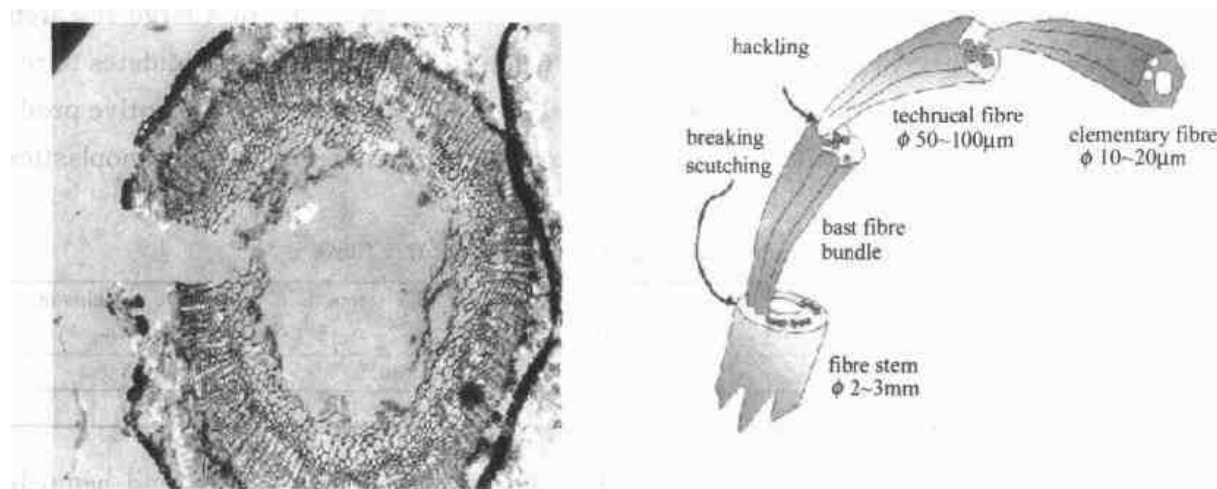 hackling
breaking
scutching
techrucal fibre
ϕ 50~100μm
elementary fibre
ϕ 10~20μm
bast fibre
bundle
fibre stem
ϕ 2~3mm